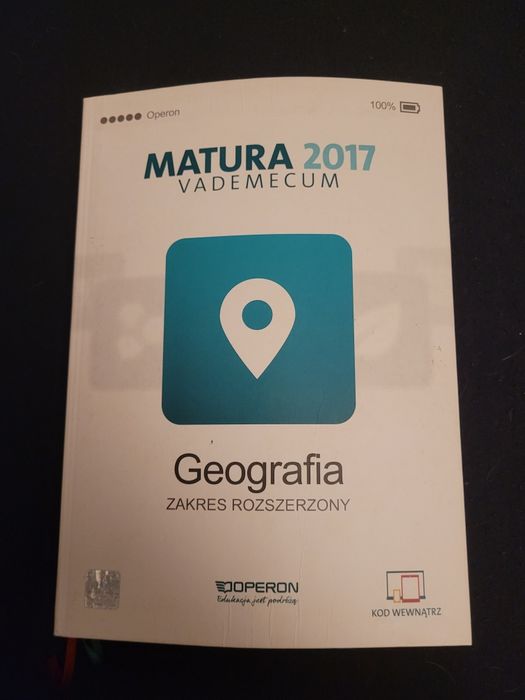 Operon
100%
MATURA 2017
VADEMECUM
Geografia
ZAKRES ROZSZERZONY
OPERON
Edukacja jest podróżą
KOD WEWNĄTRZ